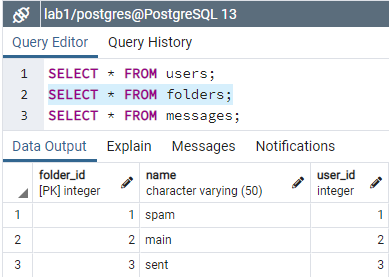 lab1/postgres@PostgreSQL 13
Query Editor Query History
1 SELECT * FROM users;
2 SELECT * FROM folders;
3 SELECT * FROM messages;
Data Output Explain Messages Notifications
folder_id name user_id
[PK] integer character varying (50) integer
1 1 spam 1
2 2 main 2
3 3 sent 3